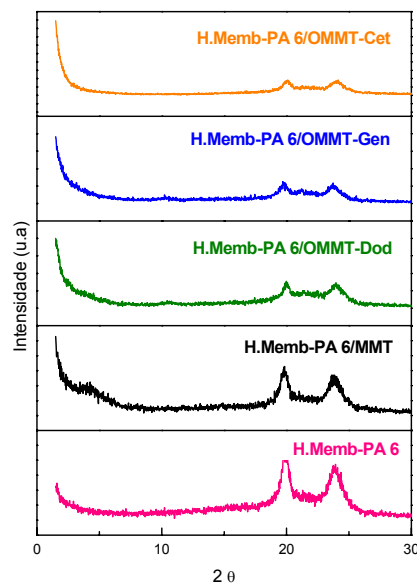 H.Memb-PA 6/OMMT-Cet
H.Memb-PA 6/OMMT-Gen
H.Memb-PA 6/OMMT-Dod
H.Memb-PA 6/MMT
H.Memb-PA 6
Intensidade (u.a)
0 10 20 30
2 θ